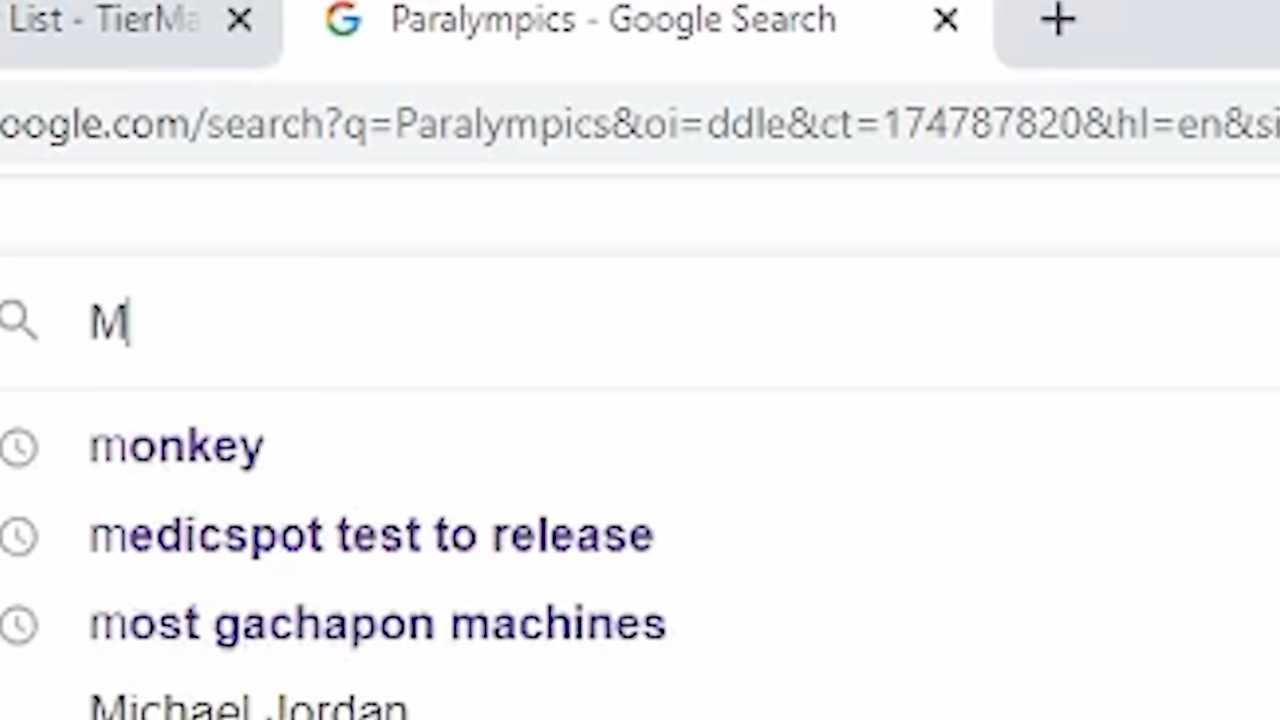 List - TierMa
Paralympics - Google Search
oogle.com/search?q=Paralympics&oi=ddle&ct=174787820&hl=en&si
M
monkey
medicspot test to release
most gachapon machines
Michael Jordan